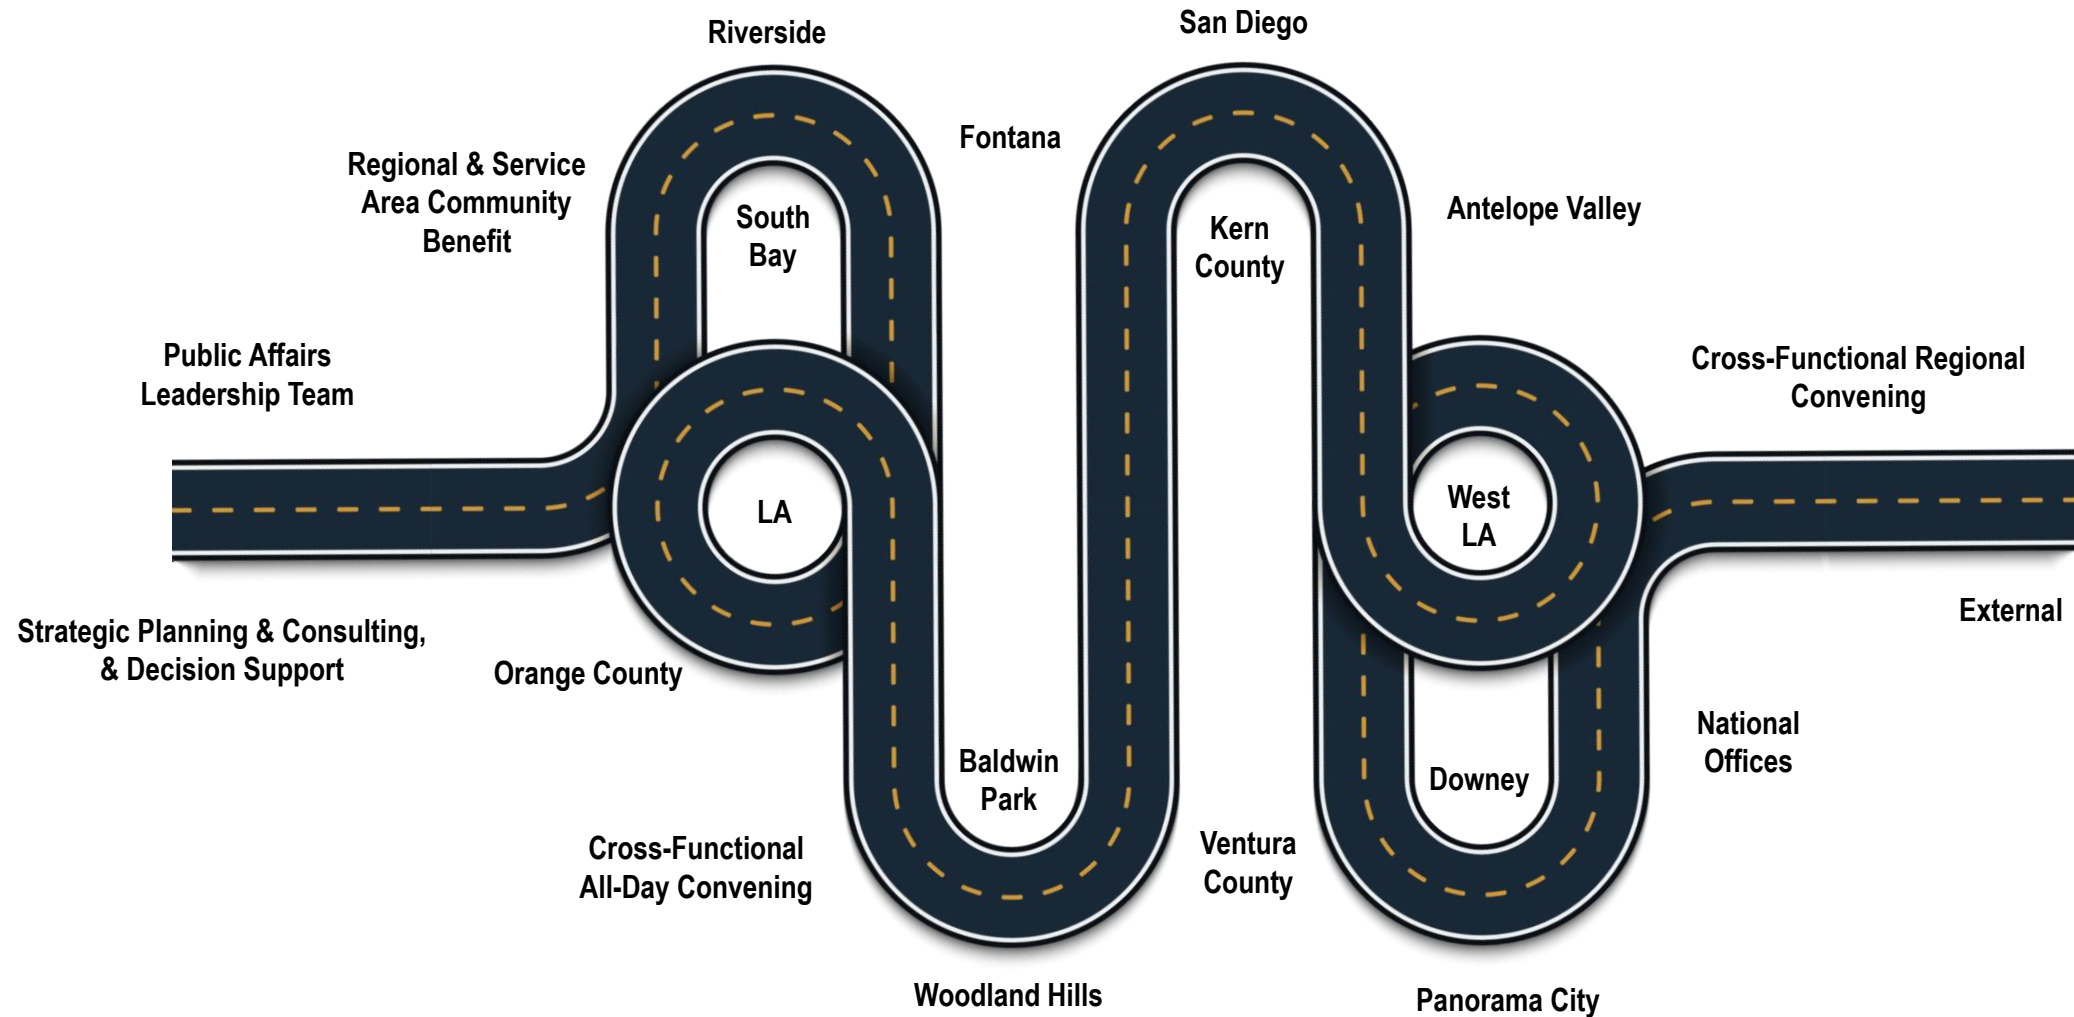 San Diego
Riverside
Fontana
Regional & Service
Area Community
Benefit
South
Bay
Kern
County
Antelope Valley
Public Affairs
Leadership Team
Cross-Functional Regional
Convening
LA
West
LA
External
Strategic Planning & Consulting,
& Decision Support
Orange County
National
Offices
Baldwin
Park
Downey
Cross-Functional
All-Day Convening
Ventura
County
Woodland Hills
Panorama City